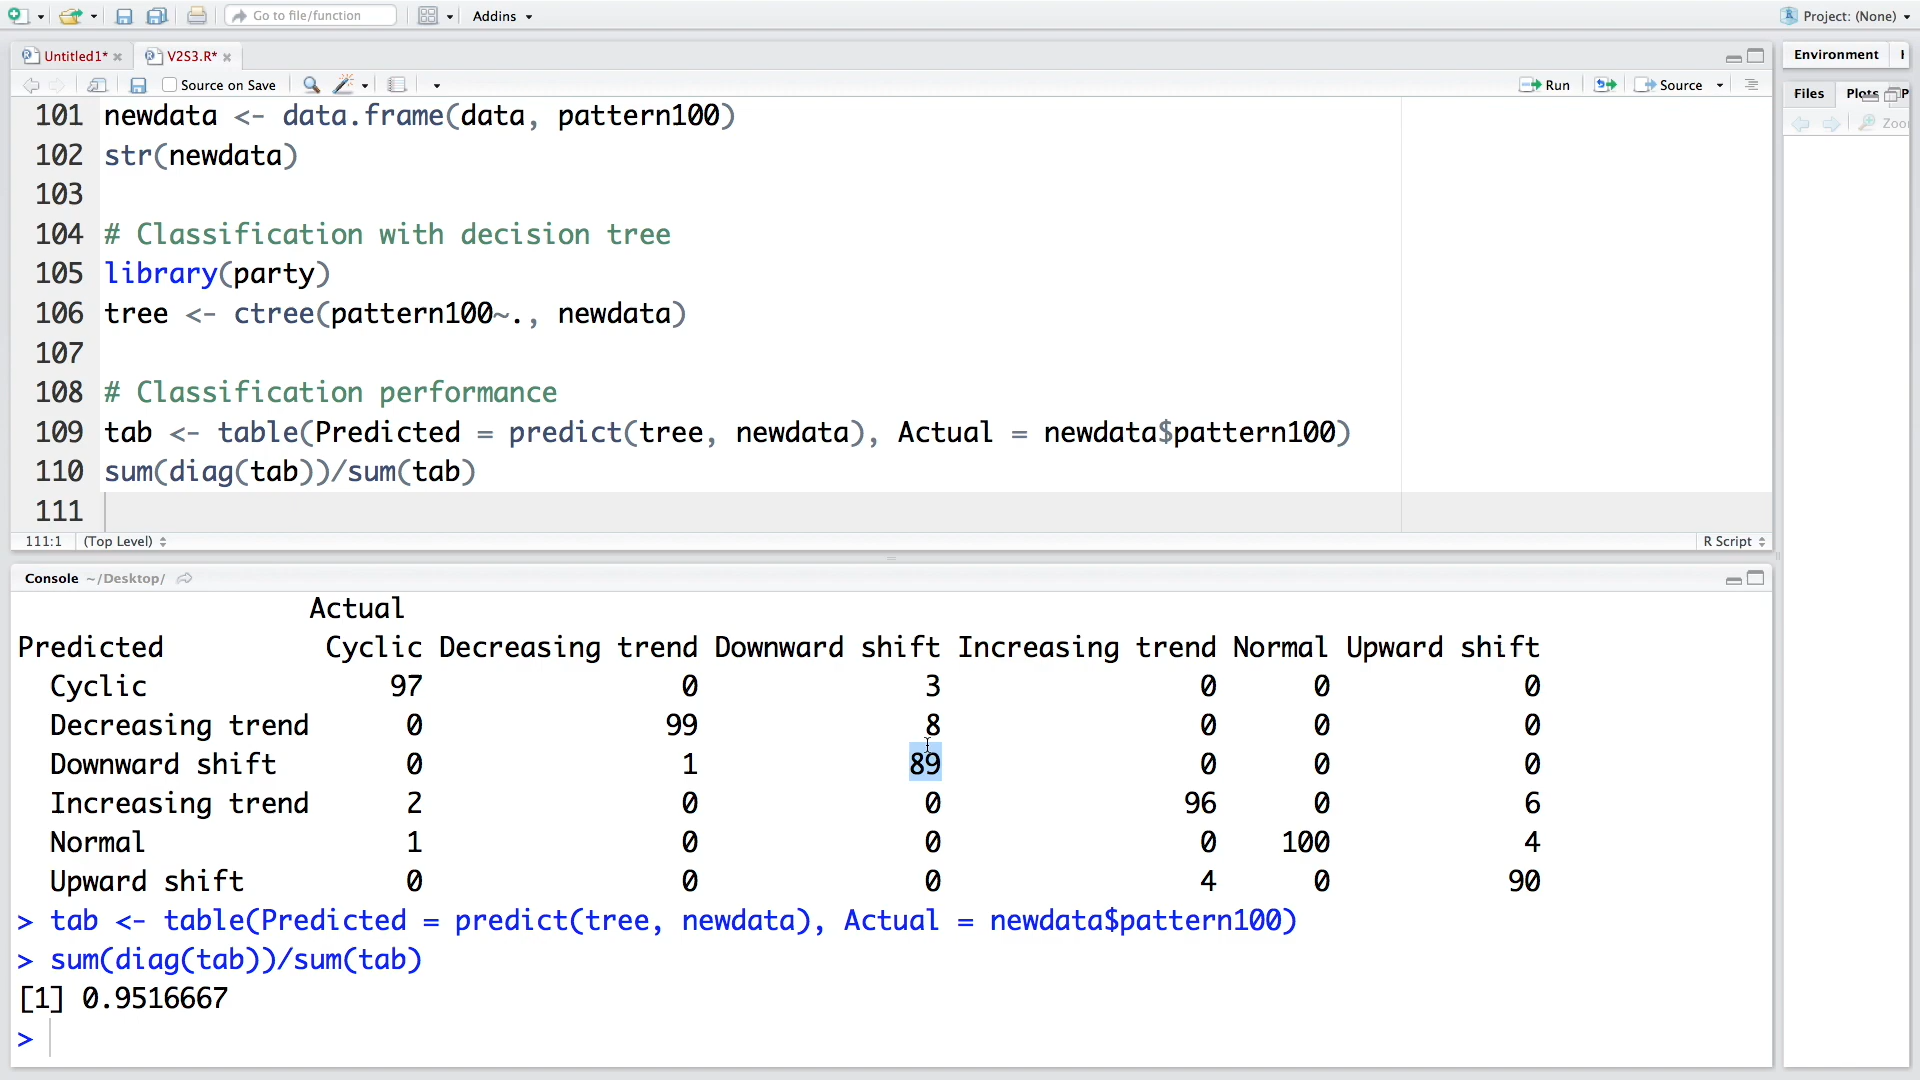 Go to file/function Addins Project: (None)
Untitled1* V2S3.R* Environment
Source on Save Run Source Files Plots
Zoo
101 newdata <- data.frame(data, pattern100)
102 str(newdata)
103
104 # Classification with decision tree
105 library(party)
106 tree <- ctree(pattern100~., newdata)
107
108 # Classification performance
109 tab <- table(Predicted = predict(tree, newdata), Actual = newdata$pattern100)
110 sum(diag(tab))/sum(tab)
111
111:1 (Top Level) R Script
Console ~/Desktop/
Actual
Predicted Cyclic Decreasing trend Downward shift Increasing trend Normal Upward shift
Cyclic 97 0 3 0 0 0
Decreasing trend 0 99 8 0 0 0
Downward shift 0 1 89 0 0 0
Increasing trend 2 0 0 96 0 6
Normal 1 0 0 0 100 4
Upward shift 0 0 0 4 0 90
> tab <- table(Predicted = predict(tree, newdata), Actual = newdata$pattern100)
> sum(diag(tab))/sum(tab)
[1] 0.9516667
>